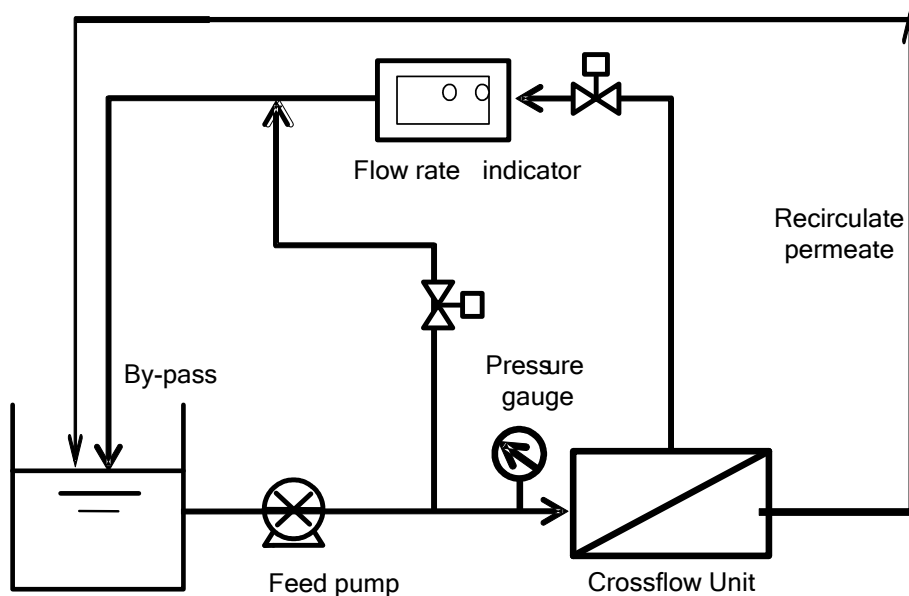 Flow rate indicator
Recirculate
permeate
By-pass
Pressure
gauge
Feed pump
Crossflow Unit